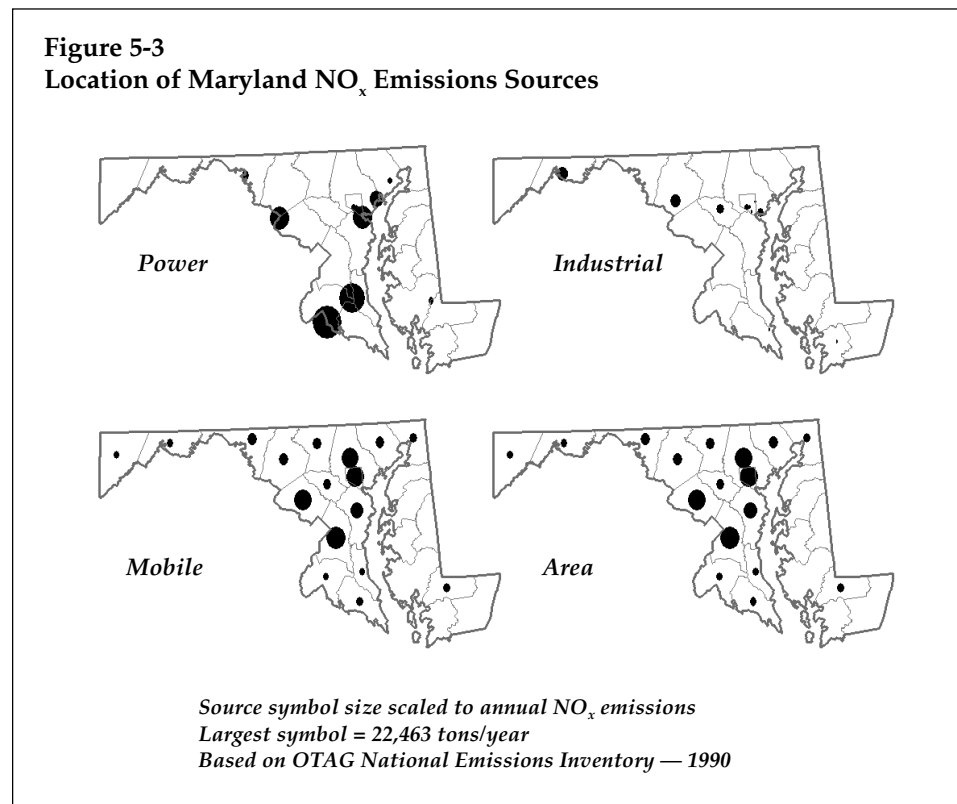 Figure 5-3
Location of Maryland NOx Emissions Sources
Power
Industrial
Mobile
Area
Source symbol size scaled to annual NOx emissions
Largest symbol = 22,463 tons/year
Based on OTAG National Emissions Inventory — 1990